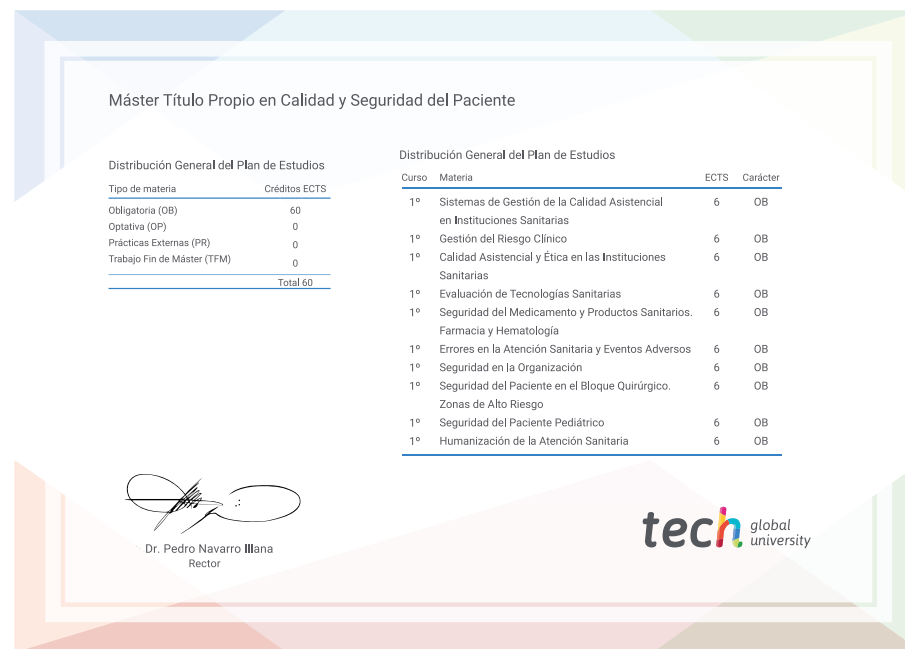 Máster Título Propio en Calidad y Seguridad del Paciente
Distribución General del Plan de Estudios
Tipo de materia Créditos ECTS
Obligatoria (OB) 60
Optativa (OP) 0
Prácticas Externas (PR) 0
Trabajo Fin de Máster (TFM) 0
Total 60
Distribución General del Plan de Estudios
Curso Materia ECTS Carácter
1º Sistemas de Gestión de la Calidad Asistencial 6 OB
en Instituciones Sanitarias
1º Gestión del Riesgo Clínico 6 OB
1º Calidad Asistencial y Ética en las Instituciones 6 OB
Sanitarias
1º Evaluación de Tecnologías Sanitarias 6 OB
1º Seguridad del Medicamento y Productos Sanitarios. 6 OB
Farmacia y Hematología
1º Errores en la Atención Sanitaria y Eventos Adversos 6 OB
1º Seguridad en la Organización 6 OB
1º Seguridad del Paciente en el Bloque Quirúrgico. 6 OB
Zonas de Alto Riesgo
1º Seguridad del Paciente Pediátrico 6 OB
1º Humanización de la Atención Sanitaria 6 OB
Dr. Pedro Navarro Illana
Rector
tech global
university